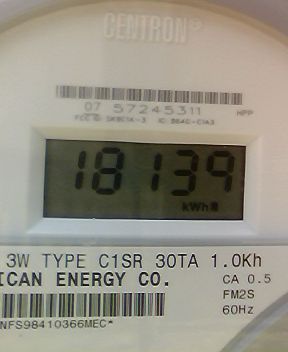 CENTRON®
07 57245311 HPP
18139
kWh
3W TYPE C1SR 30TA 1.0Kh
ICAN ENERGY CO. CA 0.5
FM2S
60Hz
NFS98410366MEC*